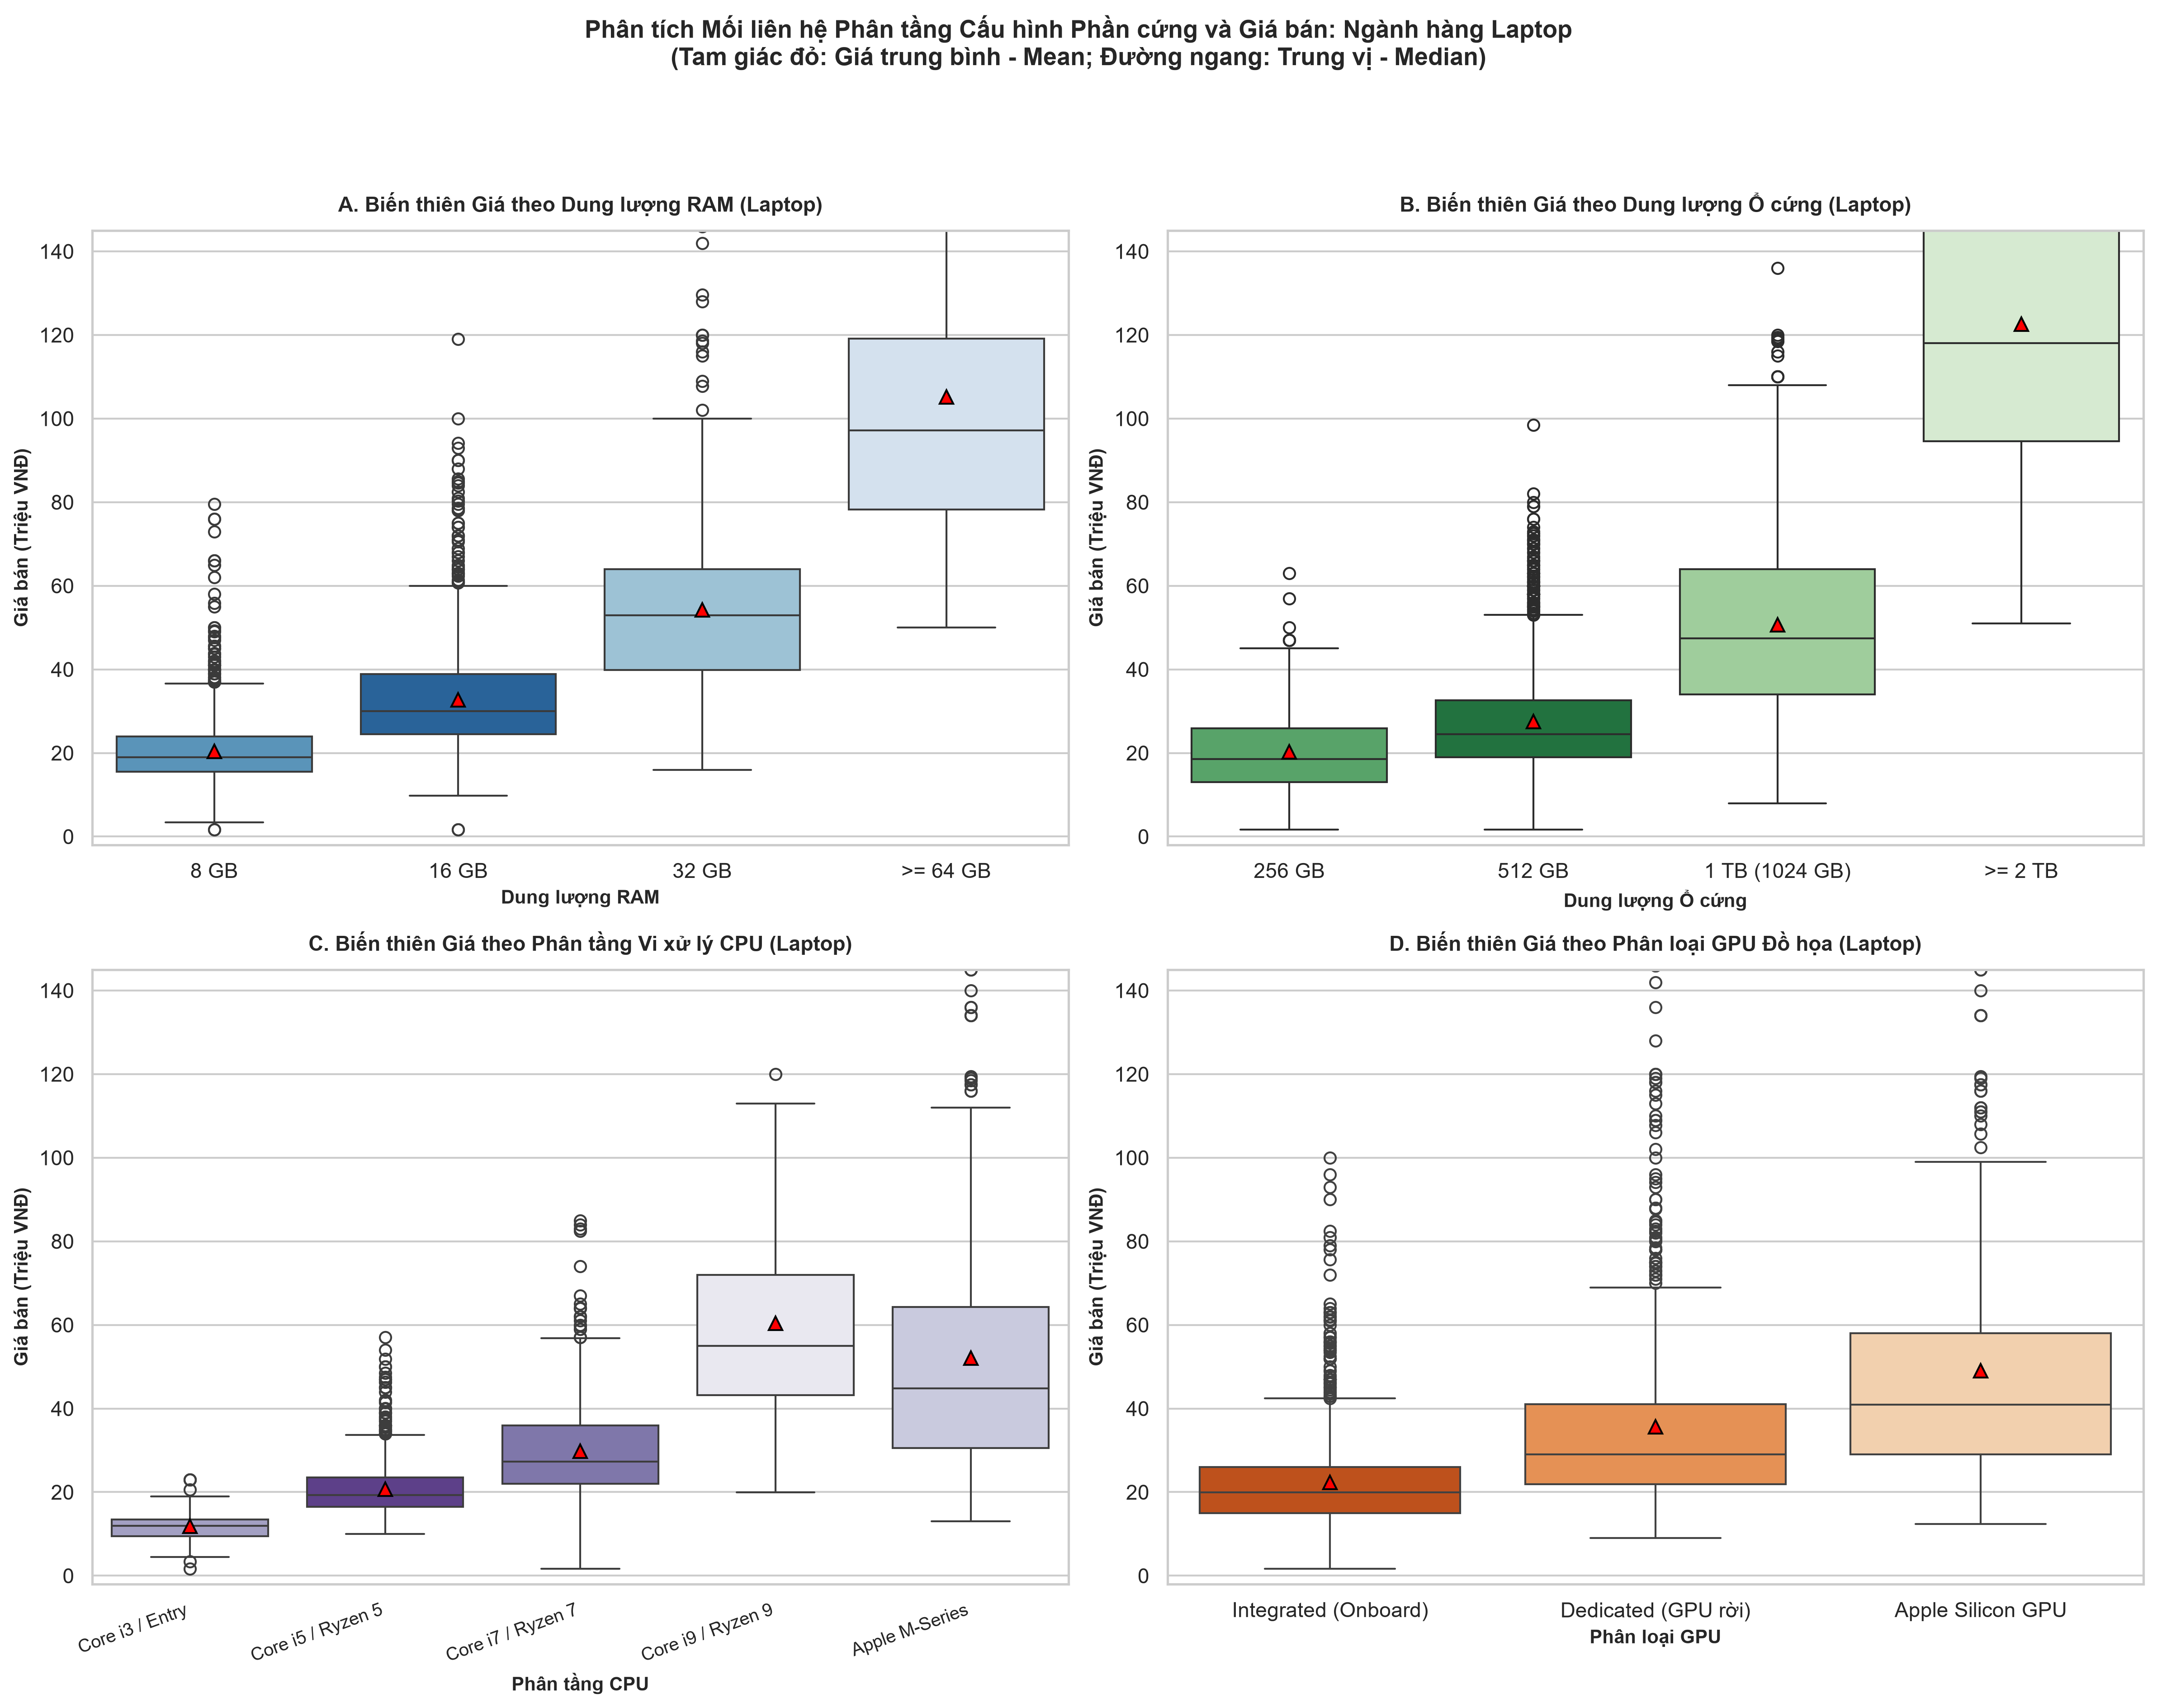 Phân tích Mối liên hệ Phân tầng Cấu hình Phần cứng và Giá bán: Ngành hàng Laptop
(Tam giác đỏ: Giá trung bình - Mean; Đường ngang: Trung vị - Median)
A. Biến thiên Giá theo Dung lượng RAM (Laptop)
Giá bán (Triệu VNĐ)
140
120
100
80
60
40
20
0
8 GB
16 GB
32 GB
>= 64 GB
Dung lượng RAM
B. Biến thiên Giá theo Dung lượng Ổ cứng (Laptop)
Giá bán (Triệu VNĐ)
140
120
100
80
60
40
20
0
256 GB
512 GB
1 TB (1024 GB)
>= 2 TB
Dung lượng Ổ cứng
C. Biến thiên Giá theo Phân tầng Vi xử lý CPU (Laptop)
Giá bán (Triệu VNĐ)
140
120
100
80
60
40
20
0
Core i3 / Entry
Core i5 / Ryzen 5
Core i7 / Ryzen 7
Core i9 / Ryzen 9
Apple M-Series
Phân tầng CPU
D. Biến thiên Giá theo Phân loại GPU Đồ họa (Laptop)
Giá bán (Triệu VNĐ)
140
120
100
80
60
40
20
0
Integrated (Onboard)
Dedicated (GPU rời)
Apple Silicon GPU
Phân loại GPU